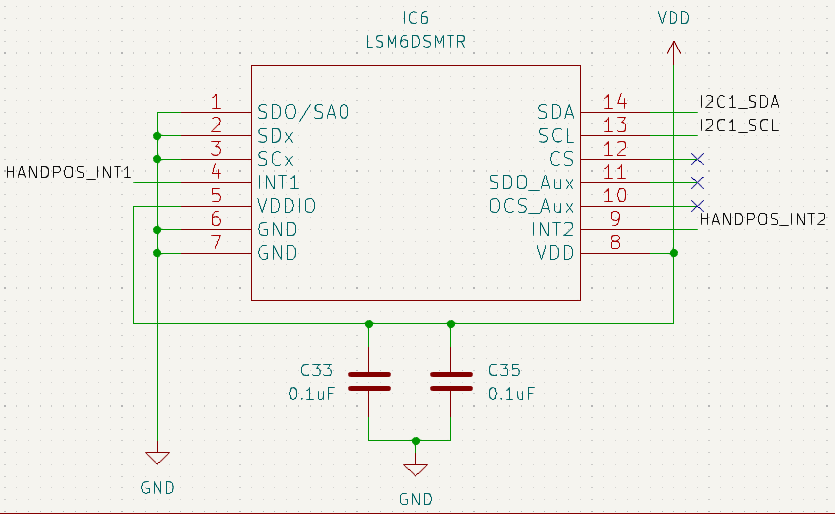 IC6
LSM6DSMTR
VDD
1
SDO/SA0
2
SDx
3
SCx
HANDPOS_INT1
4
INT1
5
VDDIO
6
GND
7
GND
SDA
14
I2C1_SDA
SCL
13
I2C1_SCL
CS
12
SDO_Aux
11
OCS_Aux
10
INT2
9
HANDPOS_INT2
VDD
8
C33
0.1uF
C35
0.1uF
GND
GND